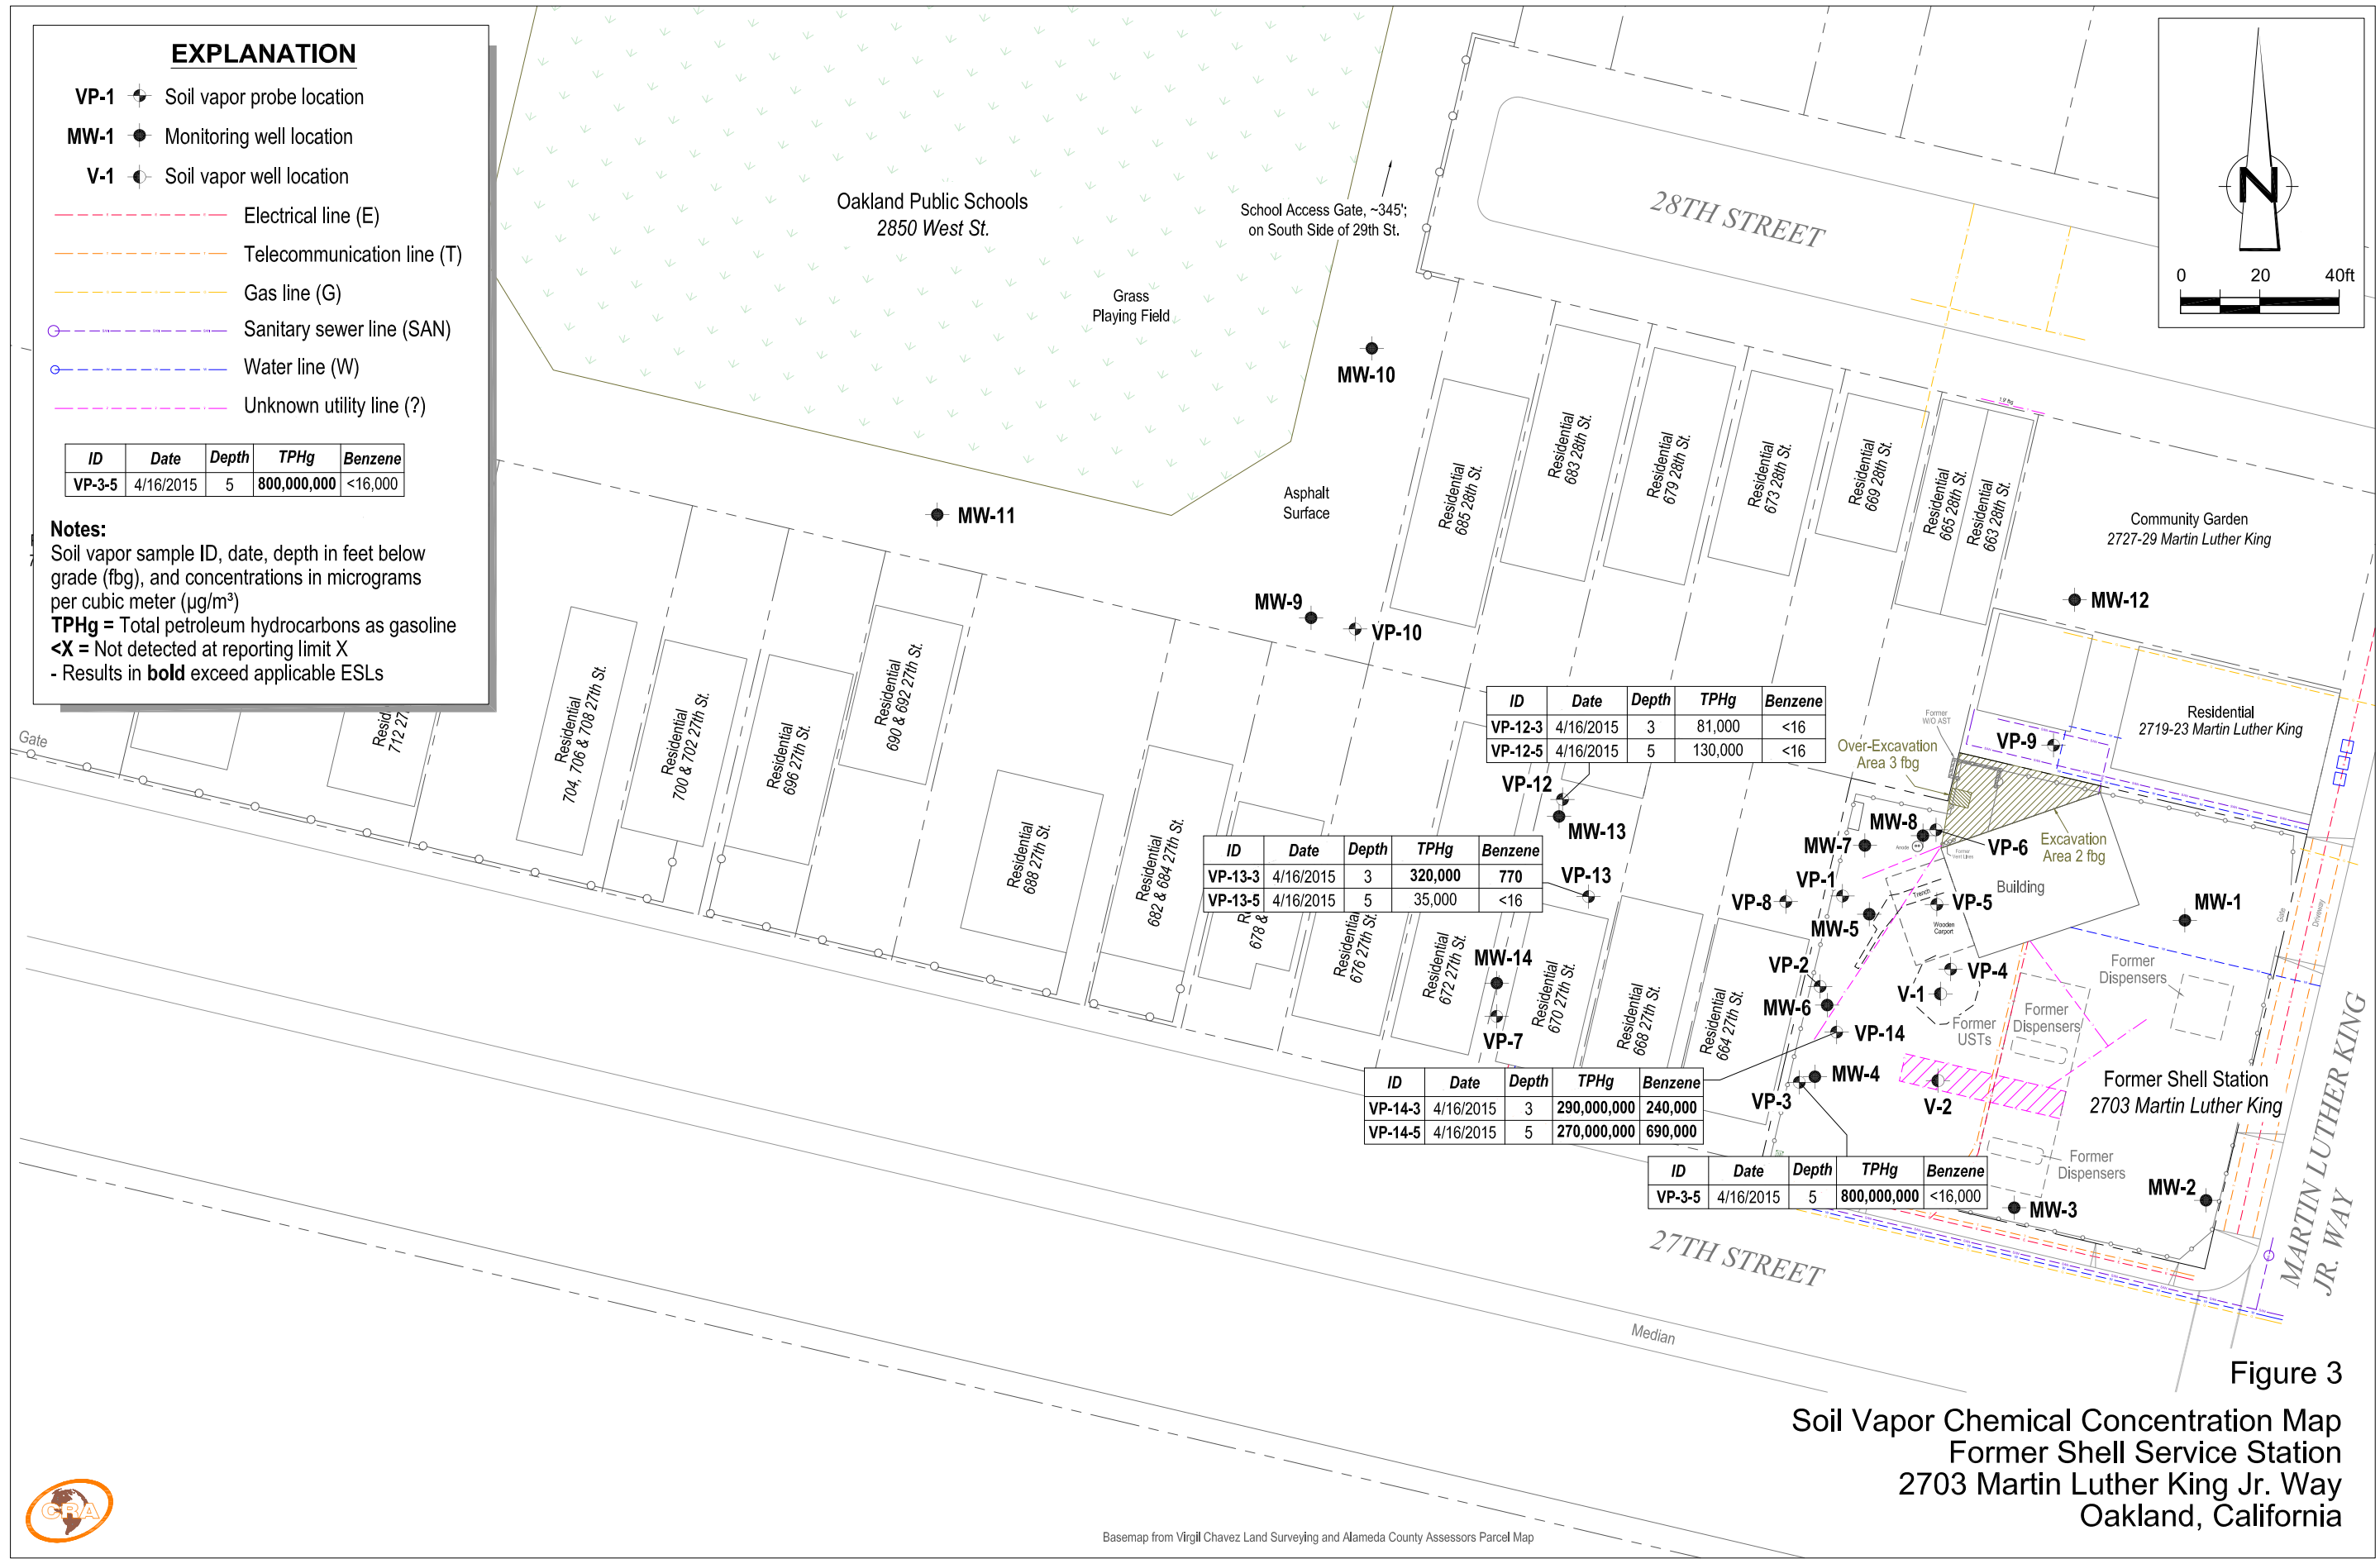 EXPLANATION
VP-1 Soil vapor probe location
MW-1 Monitoring well location
V-1 Soil vapor well location
Electrical line (E)
Telecommunication line (T)
Gas line (G)
Sanitary sewer line (SAN)
Water line (W)
Unknown utility line (?)
ID Date Depth TPHg Benzene
VP-3-5 4/16/2015 5 800,000,000 <16,000
Notes:
Soil vapor sample ID, date, depth in feet below
grade (fbg), and concentrations in micrograms
per cubic meter (µg/m³)
TPHg = Total petroleum hydrocarbons as gasoline
<X = Not detected at reporting limit X
- Results in bold exceed applicable ESLs
Oakland Public Schools
2850 West St.
School Access Gate, ~345';
on South Side of 29th St.
Grass
Playing Field
28TH STREET
N
0 20 40ft
MW-10
MW-11
Asphalt
Surface
MW-9
VP-10
Residential
685 28th St.
Residential
683 28th St.
Residential
679 28th St.
Residential
673 28th St.
Residential
669 28th St.
Residential
665 28th St.
Residential
663 28th St.
Community Garden
2727-29 Martin Luther King
MW-12
Residential
2719-23 Martin Luther King
ID Date Depth TPHg Benzene
VP-12-3 4/16/2015 3 81,000 <16
VP-12-5 4/16/2015 5 130,000 <16
Former
W/O AST
Over-Excavation
Area 3 fbg
VP-9
VP-12
MW-13
MW-8
MW-7
VP-6
Excavation
Area 2 fbg
Anode
Former
Vent Lines
Gate
712 27
Residential
704, 706 & 708 27th St.
Residential
700 & 702 27th St.
Residential
696 27th St.
Residential
690 & 692 27th St.
Residential
688 27th St.
Residential
682 & 684 27th St.
678 &
ID Date Depth TPHg Benzene
VP-13-3 4/16/2015 3 320,000 770
VP-13-5 4/16/2015 5 35,000 <16
VP-13
VP-1
VP-8
MW-5
Trench
VP-5
Building
Wooden
Carport
MW-1
Gate
Driveway
Residential
676 27th St.
Residential
672 27th St.
MW-14
VP-7
Residential
670 27th St.
Residential
668 27th St.
Residential
664 27th St.
VP-2
MW-6
VP-4
V-1
VP-14
Former
USTs
Former
Dispensers
Former
Dispensers
ID Date Depth TPHg Benzene
VP-14-3 4/16/2015 3 290,000,000 240,000
VP-14-5 4/16/2015 5 270,000,000 690,000
MW-4
VP-3
V-2
Former Shell Station
2703 Martin Luther King
Former
Dispensers
ID Date Depth TPHg Benzene
VP-3-5 4/16/2015 5 800,000,000 <16,000
MW-3
MW-2
MARTIN LUTHER KING
JR. WAY
27TH STREET
Median
Figure 3
Soil Vapor Chemical Concentration Map
Former Shell Service Station
2703 Martin Luther King Jr. Way
Oakland, California
CRA
Basemap from Virgil Chavez Land Surveying and Alameda County Assessors Parcel Map